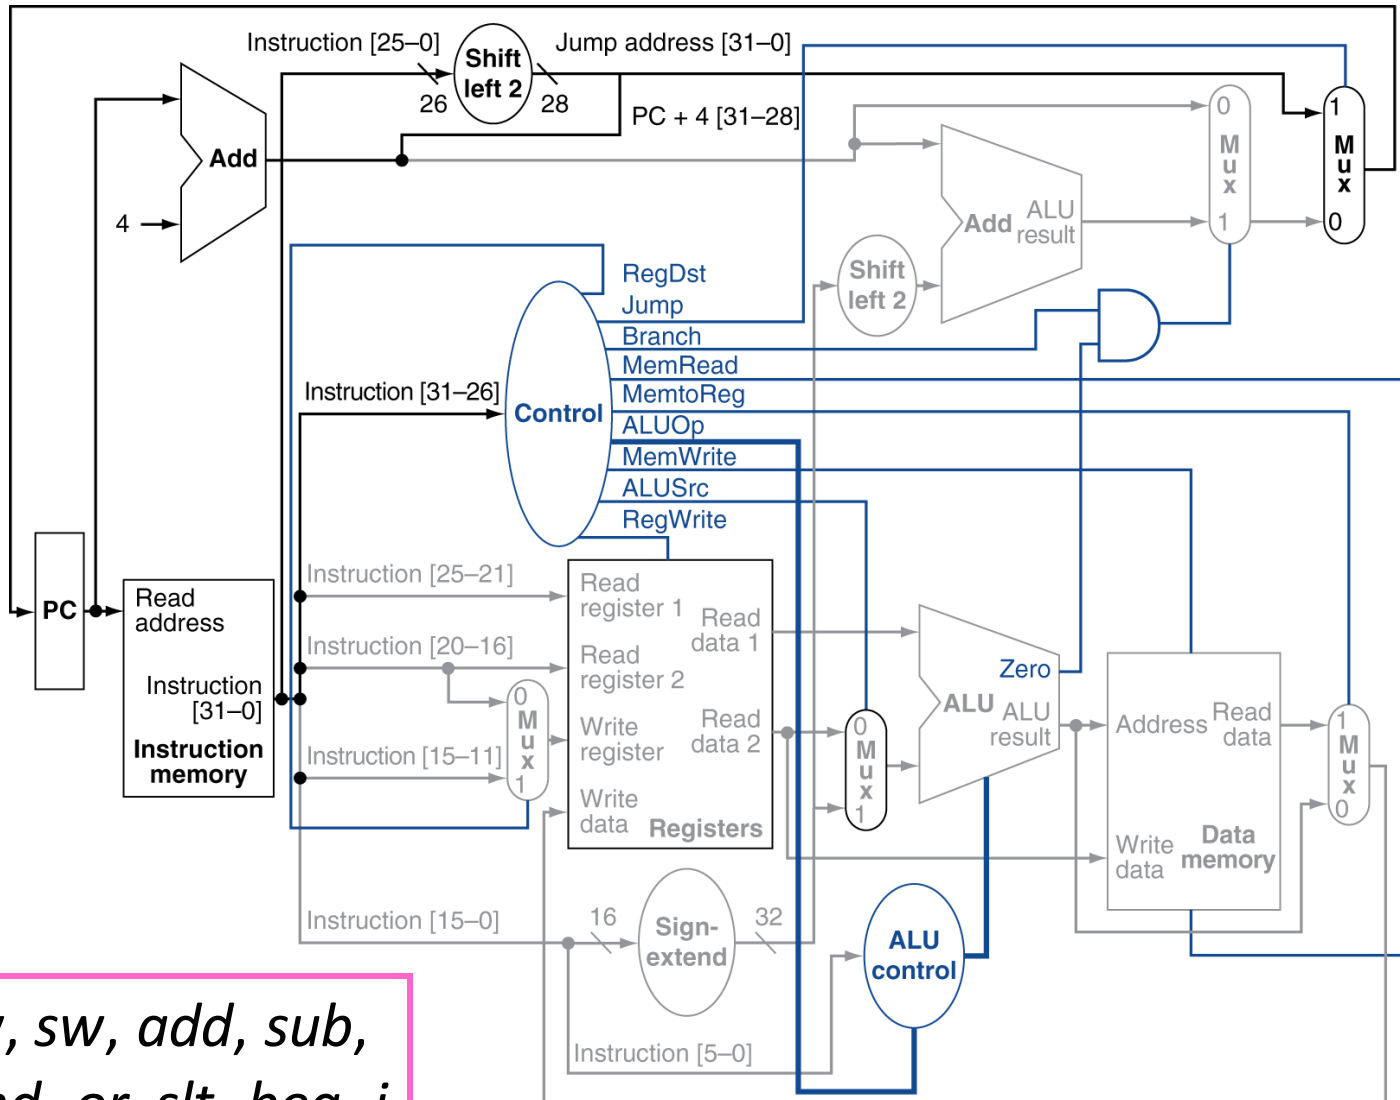 Instruction [25–0]
Shift
left 2
Jump address [31–0]
26
28
PC + 4 [31–28]
Add
4
0
M
u
x
1
1
M
u
x
0
Add
ALU
result
Shift
left 2
RegDst
Jump
Branch
MemRead
MemtoReg
ALUOp
MemWrite
ALUSrc
RegWrite
Instruction [31–26]
Control
PC
Read
address
Instruction
[31–0]
Instruction
memory
Instruction [25–21]
Instruction [20–16]
Instruction [15–11]
0
M
u
x
1
Read
register 1
Read
register 2
Write
register
Write
data
Read
data 1
Read
data 2
Registers
0
M
u
x
1
Zero
ALU
ALU
result
Address
Read
data
Write
data
Data
memory
1
M
u
x
0
Instruction [15–0]
16
Sign-
extend
32
ALU
control
Instruction [5–0]
, sw, add, sub,
or, slt, beq, j